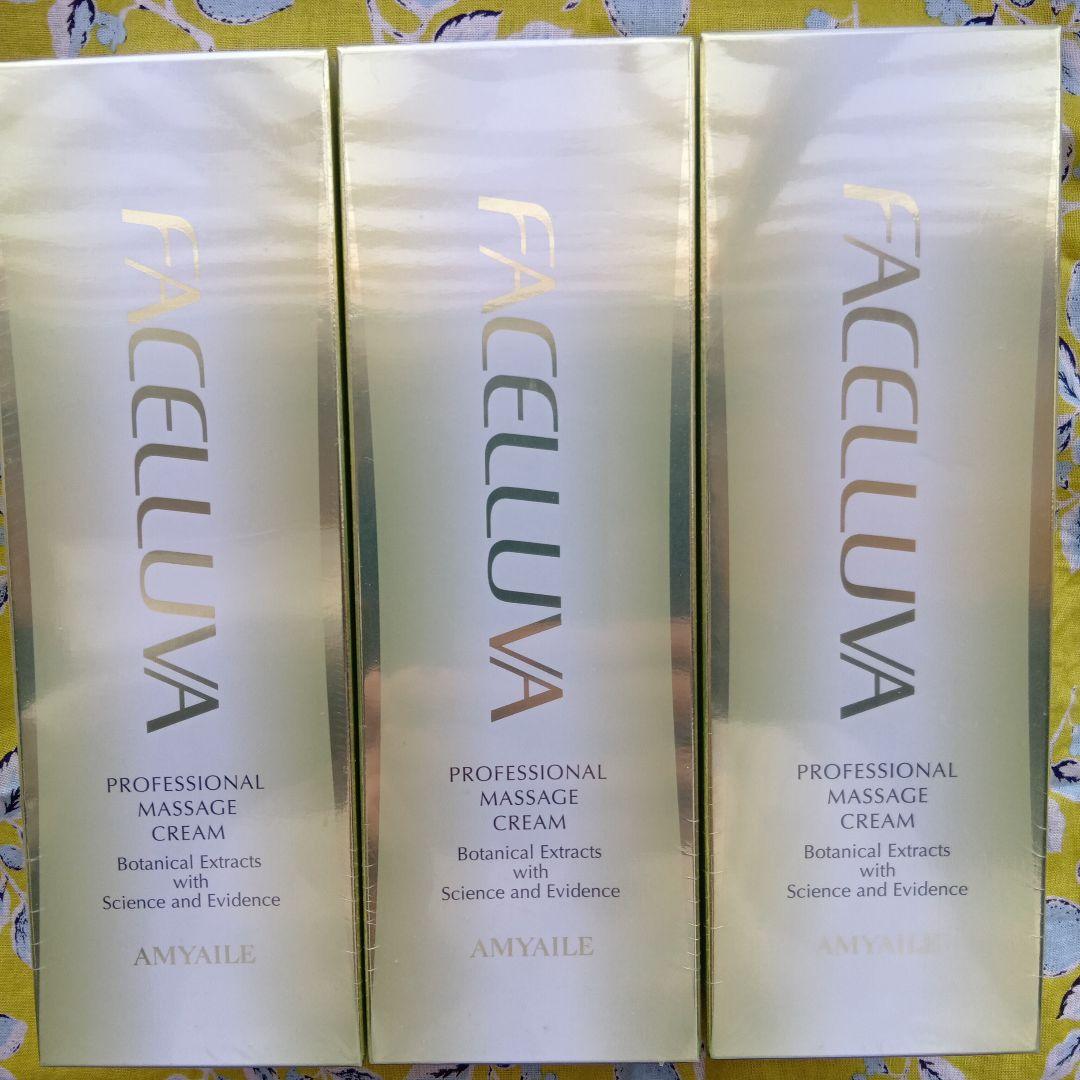 FACELLUVA
PROFESSIONAL
MASSAGE
CREAM
Botanical Extracts
with
Science and Evidence
AMYAILE
FACELLUVA
PROFESSIONAL
MASSAGE
CREAM
Botanical Extracts
with
Science and Evidence
AMYAILE
FACELLUVA
PROFESSIONAL
MASSAGE
CREAM
Botanical Extracts
with
Science and Evidence
AMYAILE